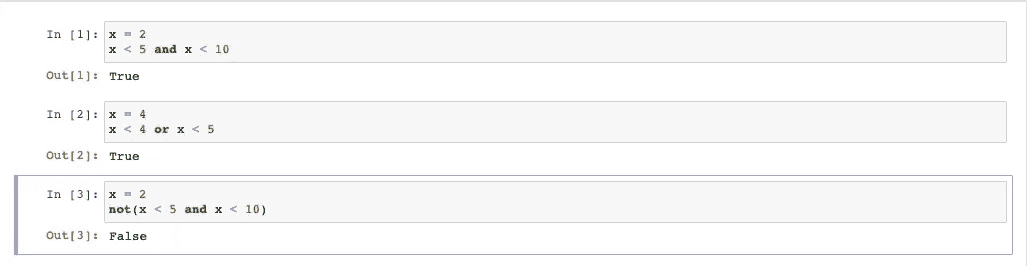 In [1]: x = 2
x < 5 and x < 10
Out[1]: True
In [2]: x = 4
x < 4 or x < 5
Out[2]: True
In [3]: x = 2
not(x < 5 and x < 10)
Out[3]: False